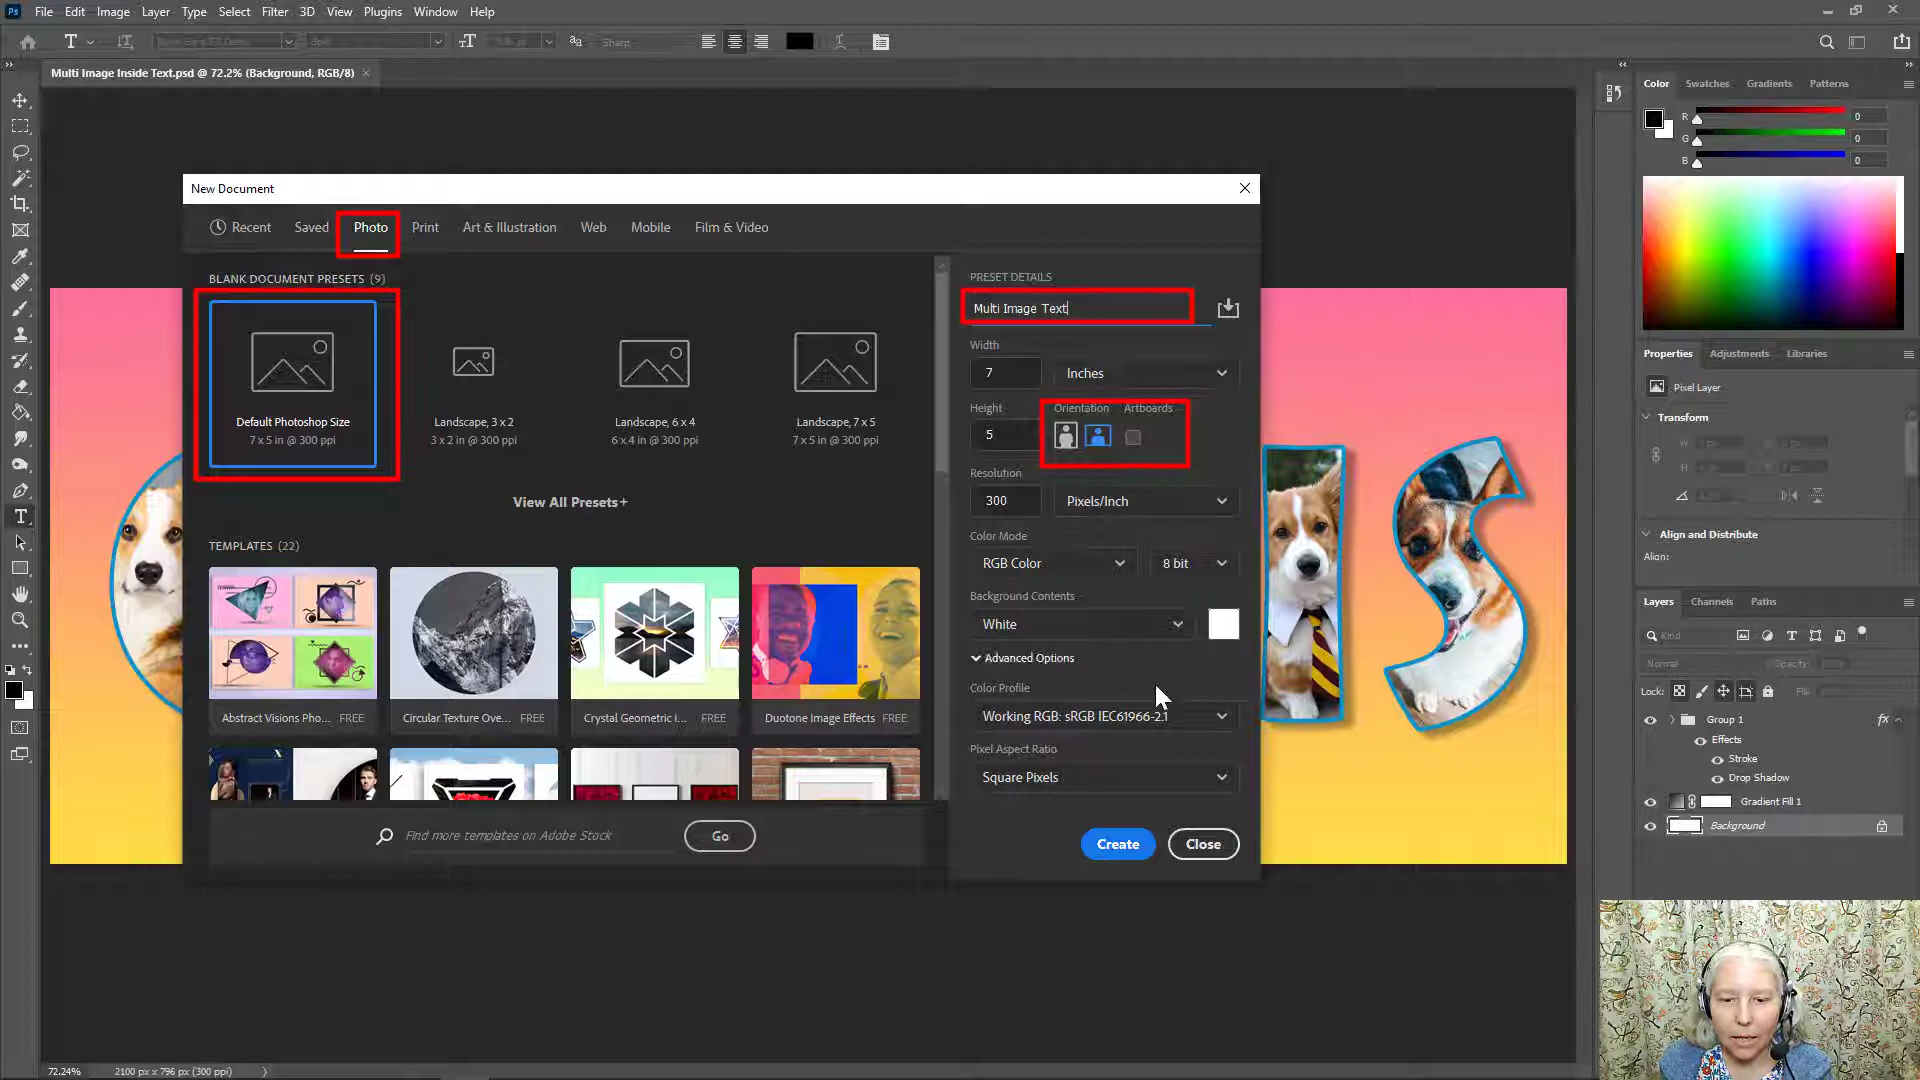 Ps File Edit Image Layer Type Select Filter 3D View Plugins Window Help
Sharp
Multi Image Inside Text.psd @ 72.2% (Background, RGB/8) ×
Color Swatches Gradients Patterns
R 0
G 0
B 0
New Document
Recent Saved Photo Print Art & Illustration Web Mobile Film & Video
BLANK DOCUMENT PRESETS (9)
Default Photoshop Size
7 x 5 in @ 300 ppi
Landscape, 3 x 2
3 x 2 in @ 300 ppi
Landscape, 6 x 4
6 x 4 in @ 300 ppi
Landscape, 7 x 5
7 x 5 in @ 300 ppi
View All Presets+
TEMPLATES (22)
Abstract Visions Pho... FREE
Circular Texture Ove... FREE
Crystal Geometric I... FREE
Duotone Image Effects FREE
Find more templates on Adobe Stock
Go
PRESET DETAILS
Multi Image Text
Width
7 Inches
Height Orientation Artboards
5
Resolution
300 Pixels/Inch
Color Mode
RGB Color 8 bit
Background Contents
White
Advanced Options
Color Profile
Working RGB: sRGB IEC61966-2.1
Pixel Aspect Ratio
Square Pixels
Create Close
I S
Properties Adjustments Libraries
Pixel Layer
Transform
W
H
Align and Distribute
Align:
Layers Channels Paths
Kind
Normal Opacity:
Lock: Fill:
Group 1 fx
Effects
Stroke
Drop Shadow
Gradient Fill 1
Background
72.24% 2100 px x 796 px (300 ppi)